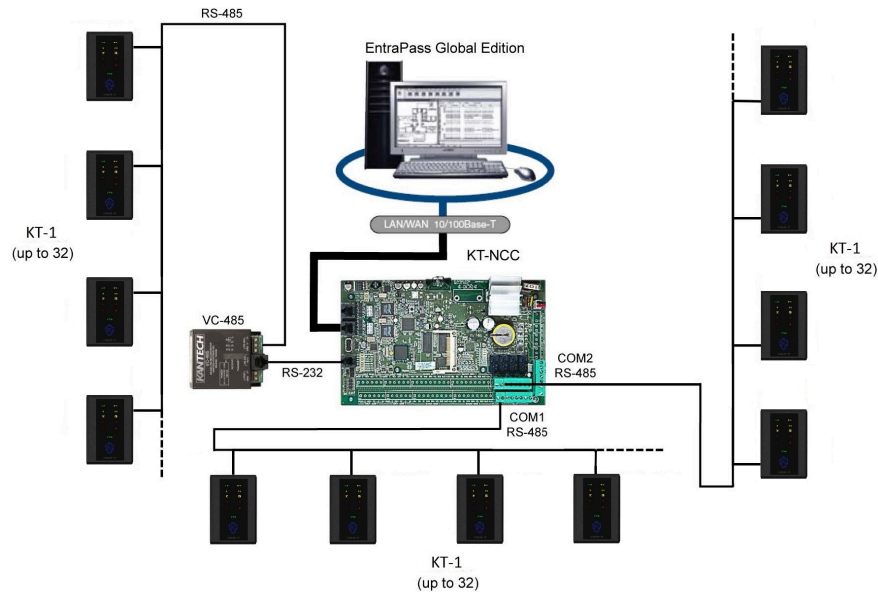 RS-485
EntraPass Global Edition
LAN/WAN 10/100Base-T
KT-NCC
KT-1
(up to 32)
KT-1
(up to 32)
VC-485
KANTECH
RS-232
COM2
RS-485
COM1
RS-485
KT-1
(up to 32)